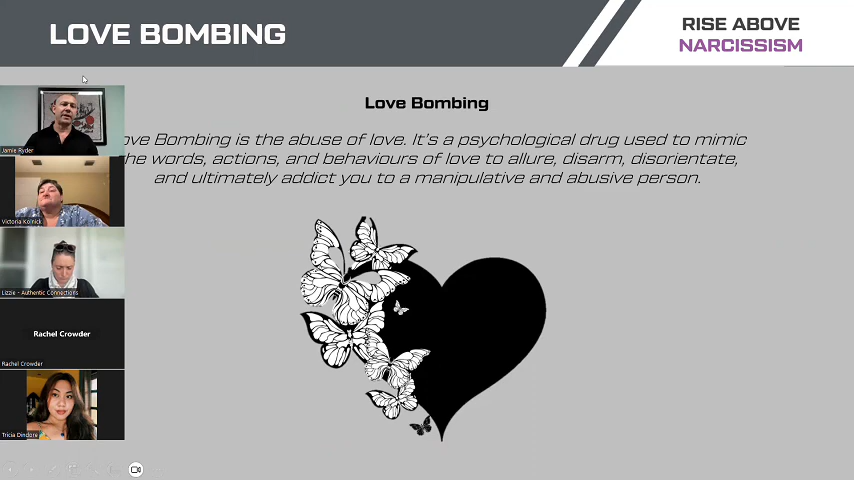 LOVE BOMBING
RISE ABOVE
NARCISSISM
Love Bombing
ove Bombing is the abuse of love. It's a psychological drug used to mimic
he words, actions, and behaviours of love to allure, disarm, disorientate,
and ultimately addict you to a manipulative and abusive person.
Jamie Ryder
Victoria Kolnick
Lizzie - Authentic Connections
Rachel Crowder
Rachel Crowder
Tricia Dindore